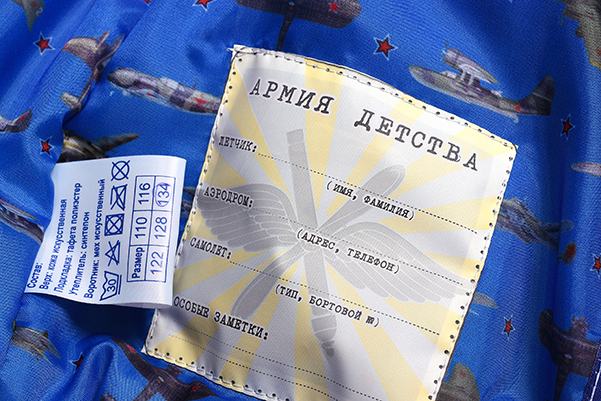 АРМИЯ ДЕТСТВА
ЛЕТЧИК:
(ИМЯ, ФАМИЛИЯ)
АЭРОДРОМ:
(АДРЕС, ТЕЛЕФОН)
САМОЛЕТ:
(ТИП, БОРТОВОЙ №)
ОСОБЫЕ ЗАМЕТКИ:
Состав:
Верх: кожа искусственная
Подкладка: тафета полиэстер
Утеплитель: синтепон
Воротник: мех искусственный
30
Размер
110 116
122 128 134